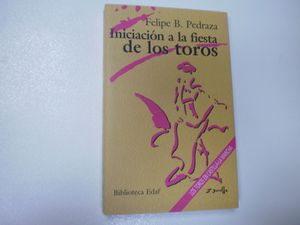 Felipe B. Pedraza
Iniciación a la fiesta
de los toros
Biblioteca Edaf